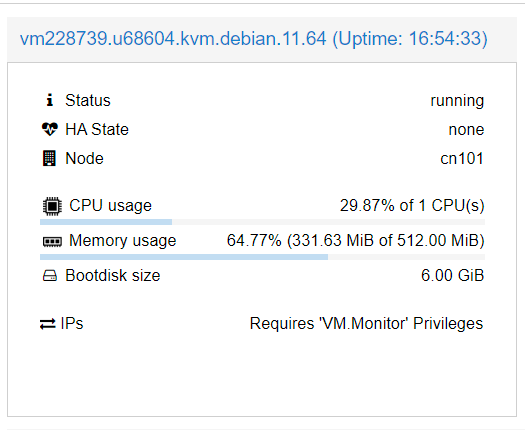 vm228739.u68604.kvm.debian.11.64 (Uptime: 16:54:33)
Status running
HA State none
Node cn101
CPU usage 29.87% of 1 CPU(s)
Memory usage 64.77% (331.63 MiB of 512.00 MiB)
Bootdisk size 6.00 GiB
IPs Requires 'VM.Monitor' Privileges